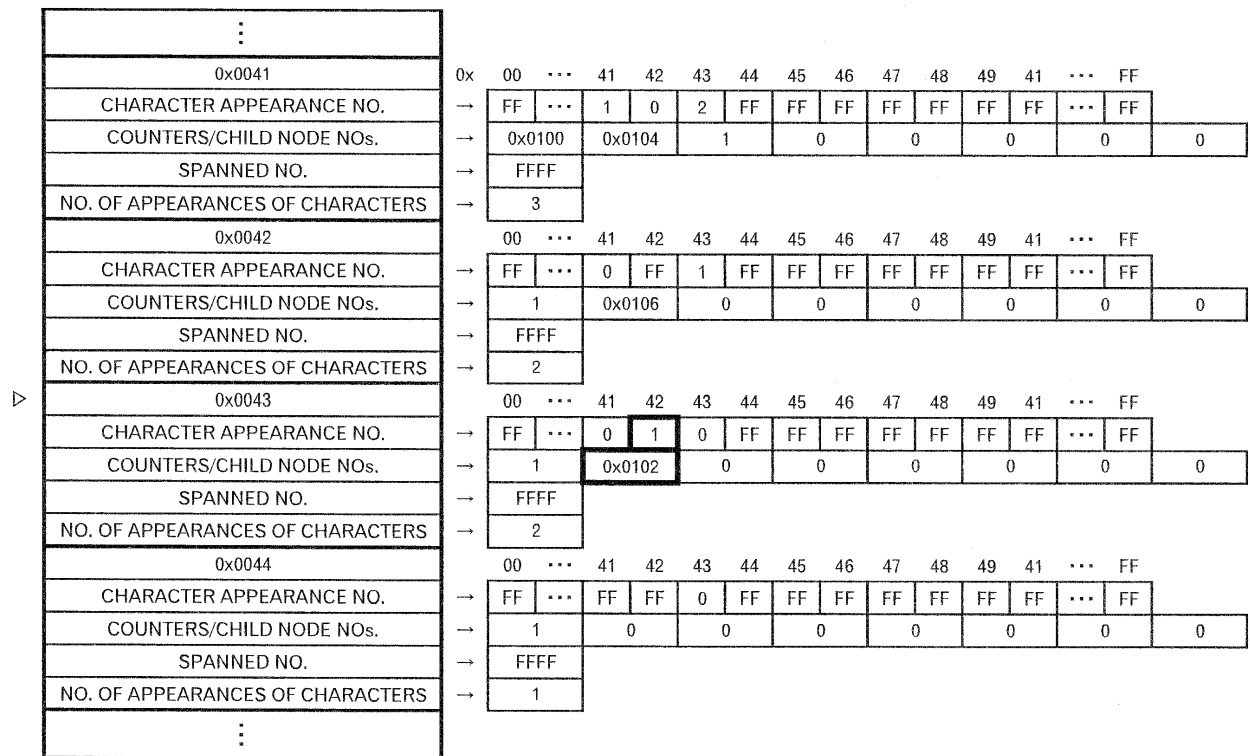 ⋮
0x0041 0x 00 ... 41 42 43 44 45 46 47 48 49 41 ... FF
CHARACTER APPEARANCE NO. → FF ... 1 0 2 FF FF FF FF FF FF FF ... FF
COUNTERS/CHILD NODE NOs. → 0x0100 0x0104 1 0 0 0 0 0
SPANNED NO. → FFFF
NO. OF APPEARANCES OF CHARACTERS → 3
0x0042 00 ... 41 42 43 44 45 46 47 48 49 41 ... FF
CHARACTER APPEARANCE NO. → FF ... 0 FF 1 FF FF FF FF FF FF FF ... FF
COUNTERS/CHILD NODE NOs. → 1 0x0106 0 0 0 0 0 0
SPANNED NO. → FFFF
NO. OF APPEARANCES OF CHARACTERS → 2
▷ 0x0043 00 ... 41 42 43 44 45 46 47 48 49 41 ... FF
CHARACTER APPEARANCE NO. → FF ... 0 1 0 FF FF FF FF FF FF FF ... FF
COUNTERS/CHILD NODE NOs. → 1 0x0102 0 0 0 0 0 0
SPANNED NO. → FFFF
NO. OF APPEARANCES OF CHARACTERS → 2
0x0044 00 ... 41 42 43 44 45 46 47 48 49 41 ... FF
CHARACTER APPEARANCE NO. → FF ... FF FF 0 FF FF FF FF FF FF FF ... FF
COUNTERS/CHILD NODE NOs. → 1 0 0 0 0 0 0 0
SPANNED NO. → FFFF
NO. OF APPEARANCES OF CHARACTERS → 1
⋮